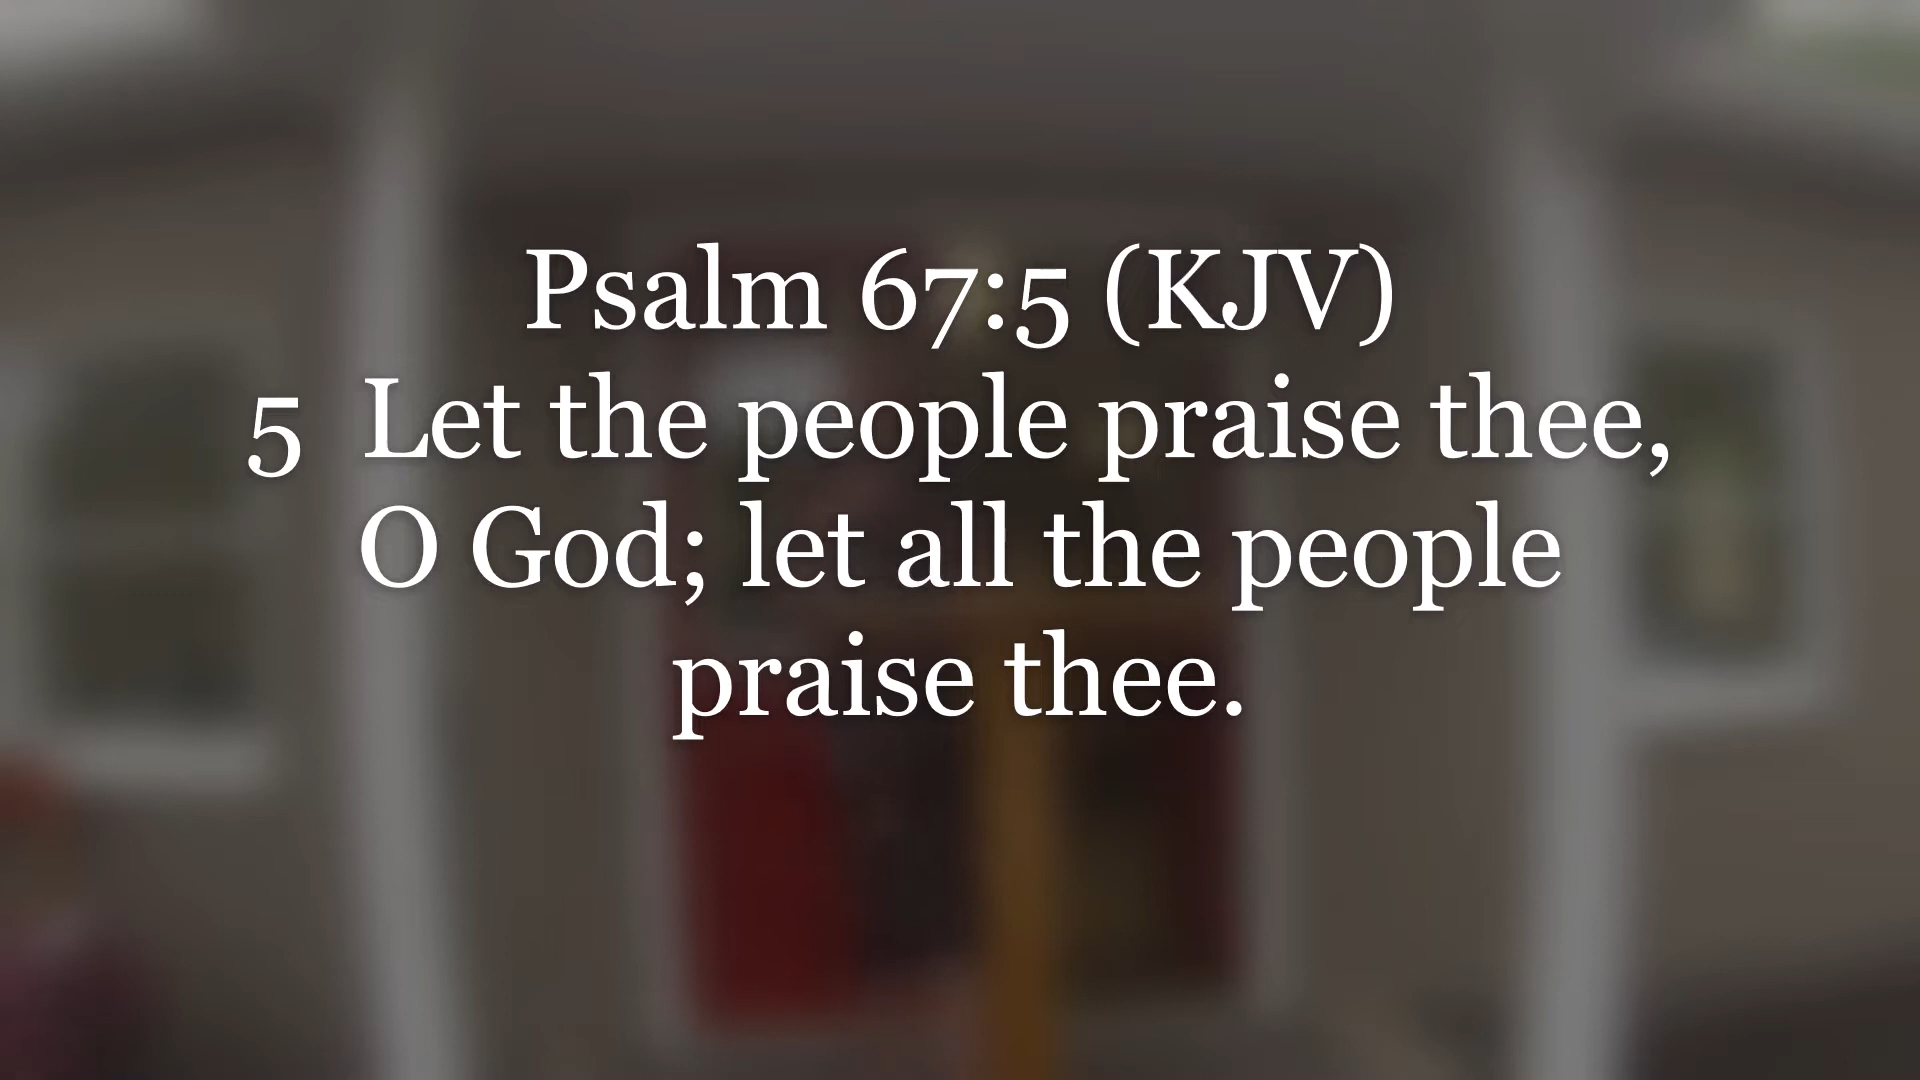 Psalm 67:5 (KJV)
5  Let the people praise thee,
O God; let all the people
praise thee.